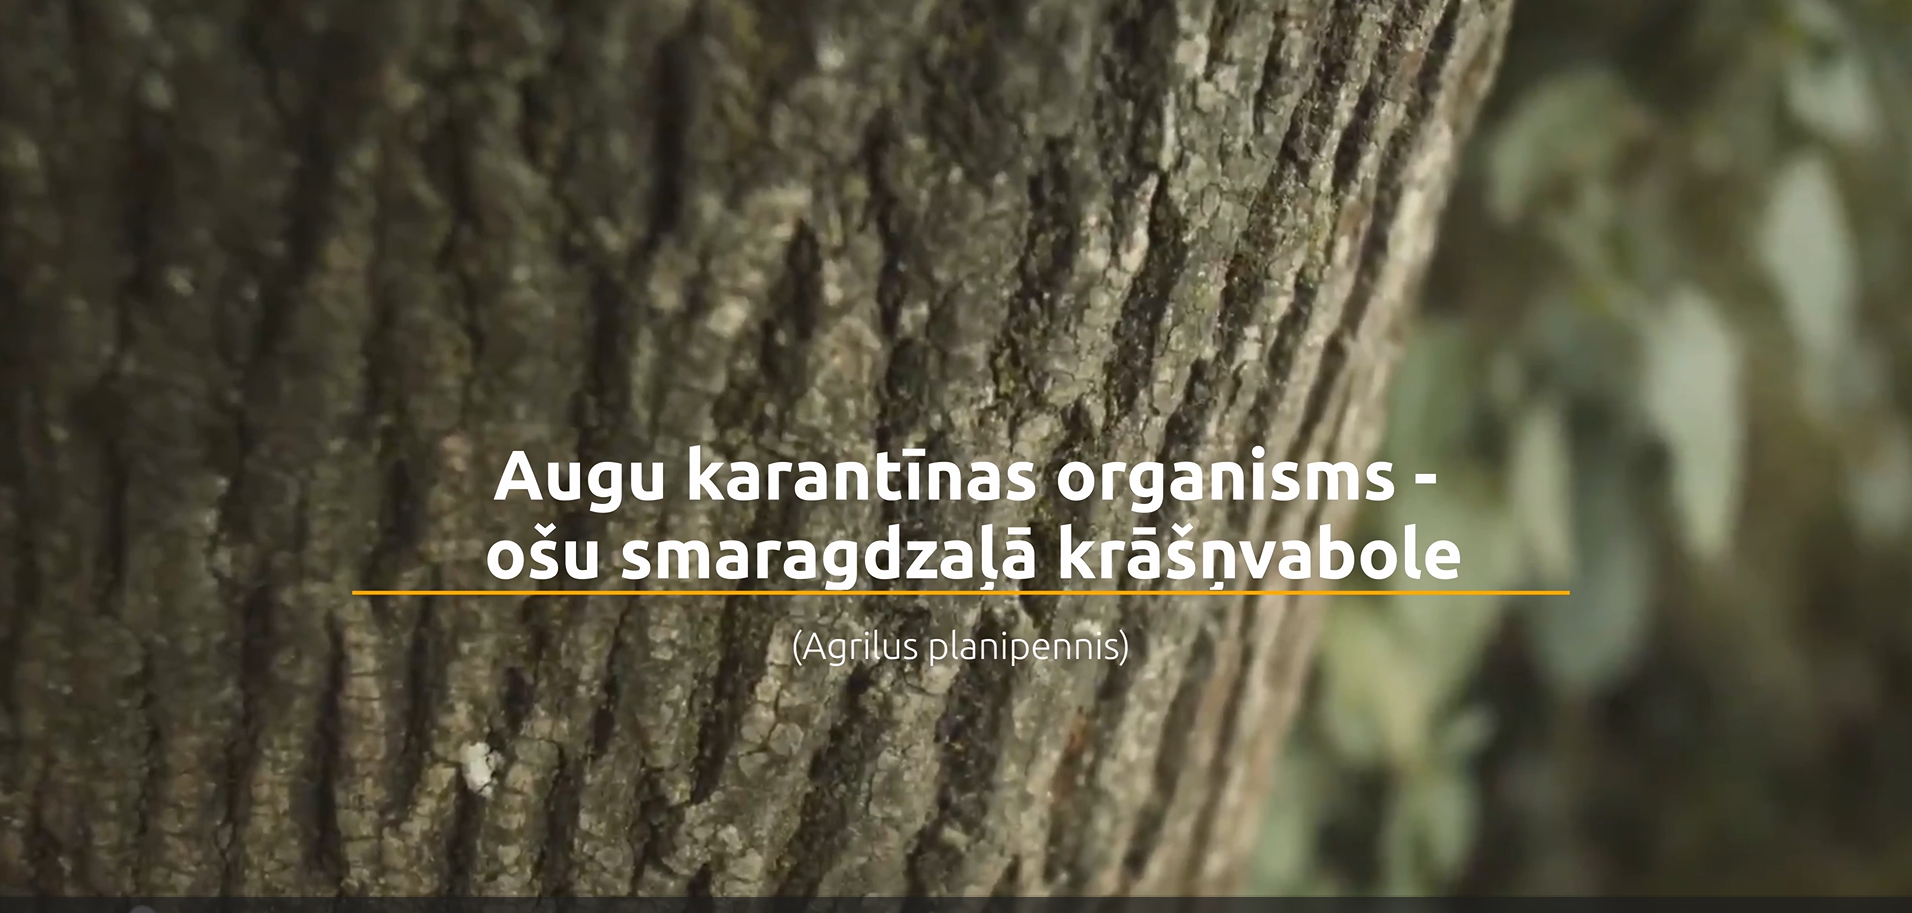 Augu karantīnas organisms -
ošu smaragdzaļā krāšņvabole
(Agrilus planipennis)